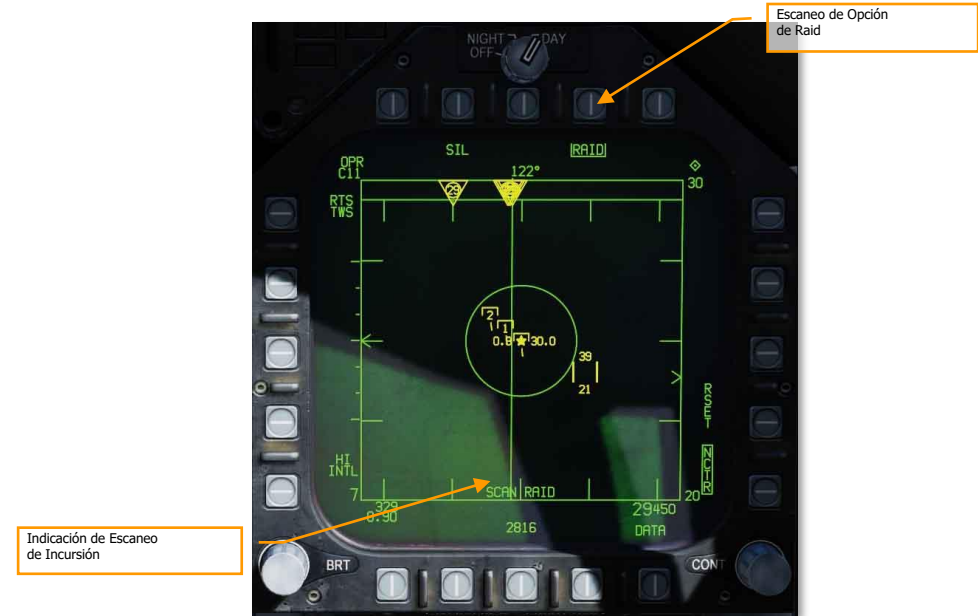 Escaneo de Opción
de Raid
NIGHT DAY
OFF
SIL RAID
OPR
C11
122°
30
29
RTS
TWS
2
1
0.8 30.0
39
21
RSET
NCTR
HI
INTL
7
SCAN RAID
20
329
0.90
29450
2816
DATA
Indicación de Escaneo
de Incursión
BRT
CONT